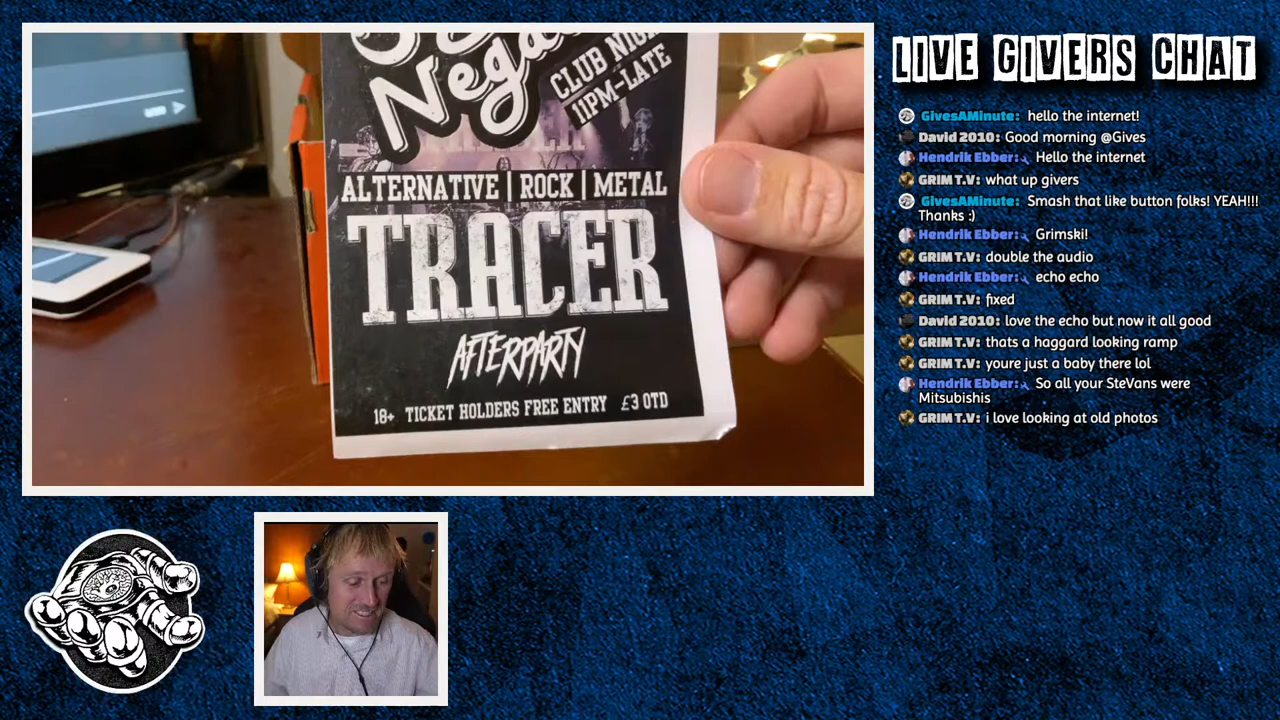 Nega
CLUB NIG
11PM-LATE
ALTERNATIVE | ROCK | METAL
TRACER
AFTERPARTY
18+ TICKET HOLDERS FREE ENTRY £3 OTD
LIVE GIVERS CHAT
GivesAMinute: hello the internet!
David 2010: Good morning @Gives
Hendrik Ebber: Hello the internet
GRIM T.V: what up givers
GivesAMinute: Smash that like button folks! YEAH!!!
Thanks :)
Hendrik Ebber: Grimski!
GRIM T.V: double the audio
Hendrik Ebber: echo echo
GRIM T.V: fixed
David 2010: love the echo but now it all good
GRIM T.V: thats a haggard looking ramp
GRIM T.V: youre just a baby there lol
Hendrik Ebber: So all your SteVans were
Mitsubishis
GRIM T.V: i love looking at old photos